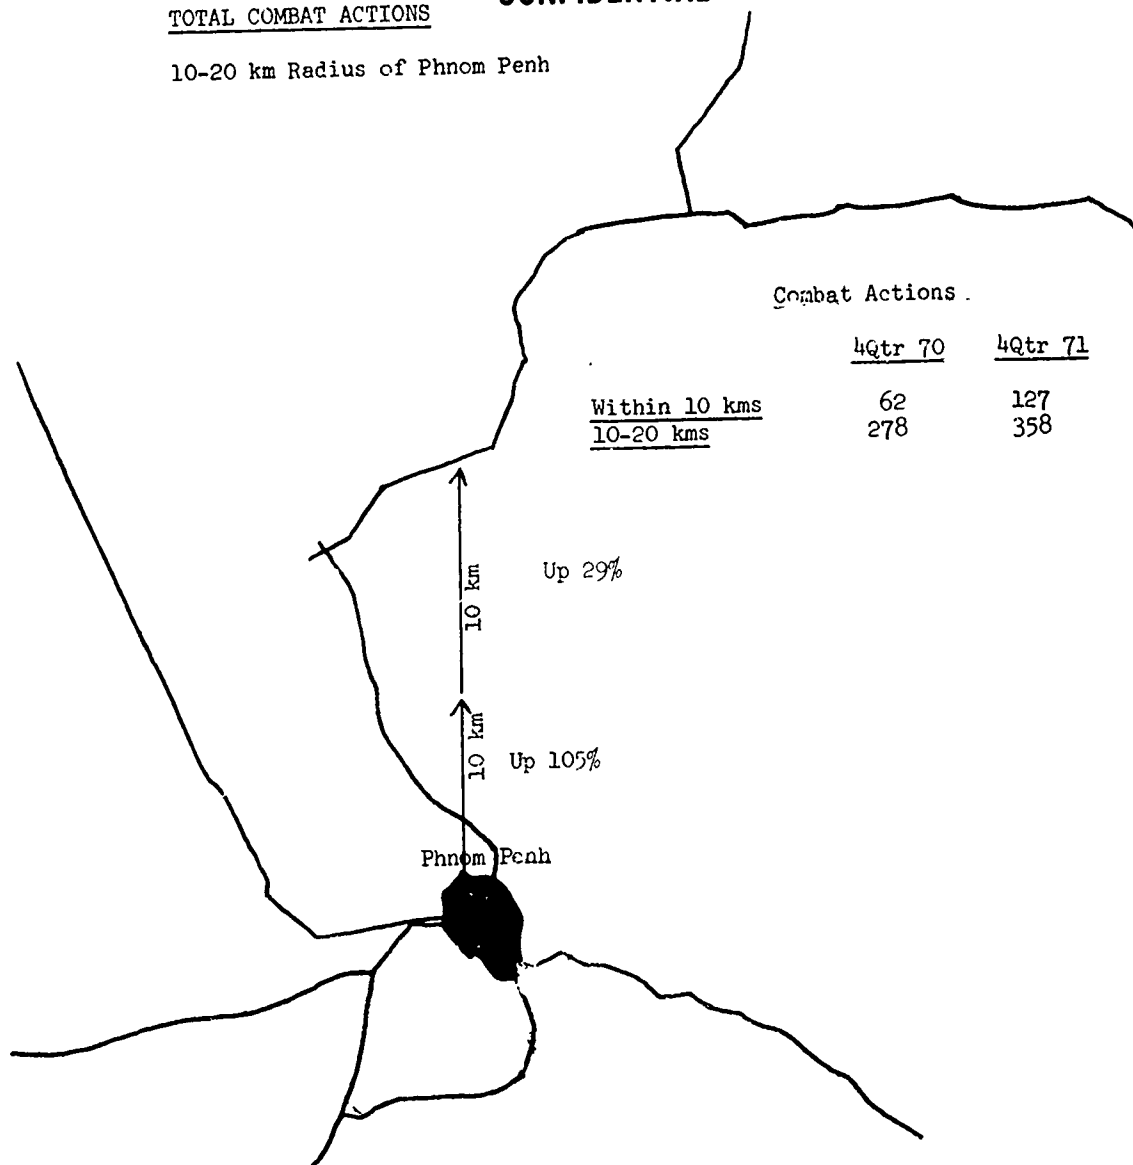 TOTAL COMBAT ACTIONS
10-20 km Radius of Phnom Penh
Combat Actions
4Qtr 70 4Qtr 71
Within 10 kms 62 127
10-20 kms 278 358
10 km
Up 29%
10 km
Up 105%
Phnom Penh